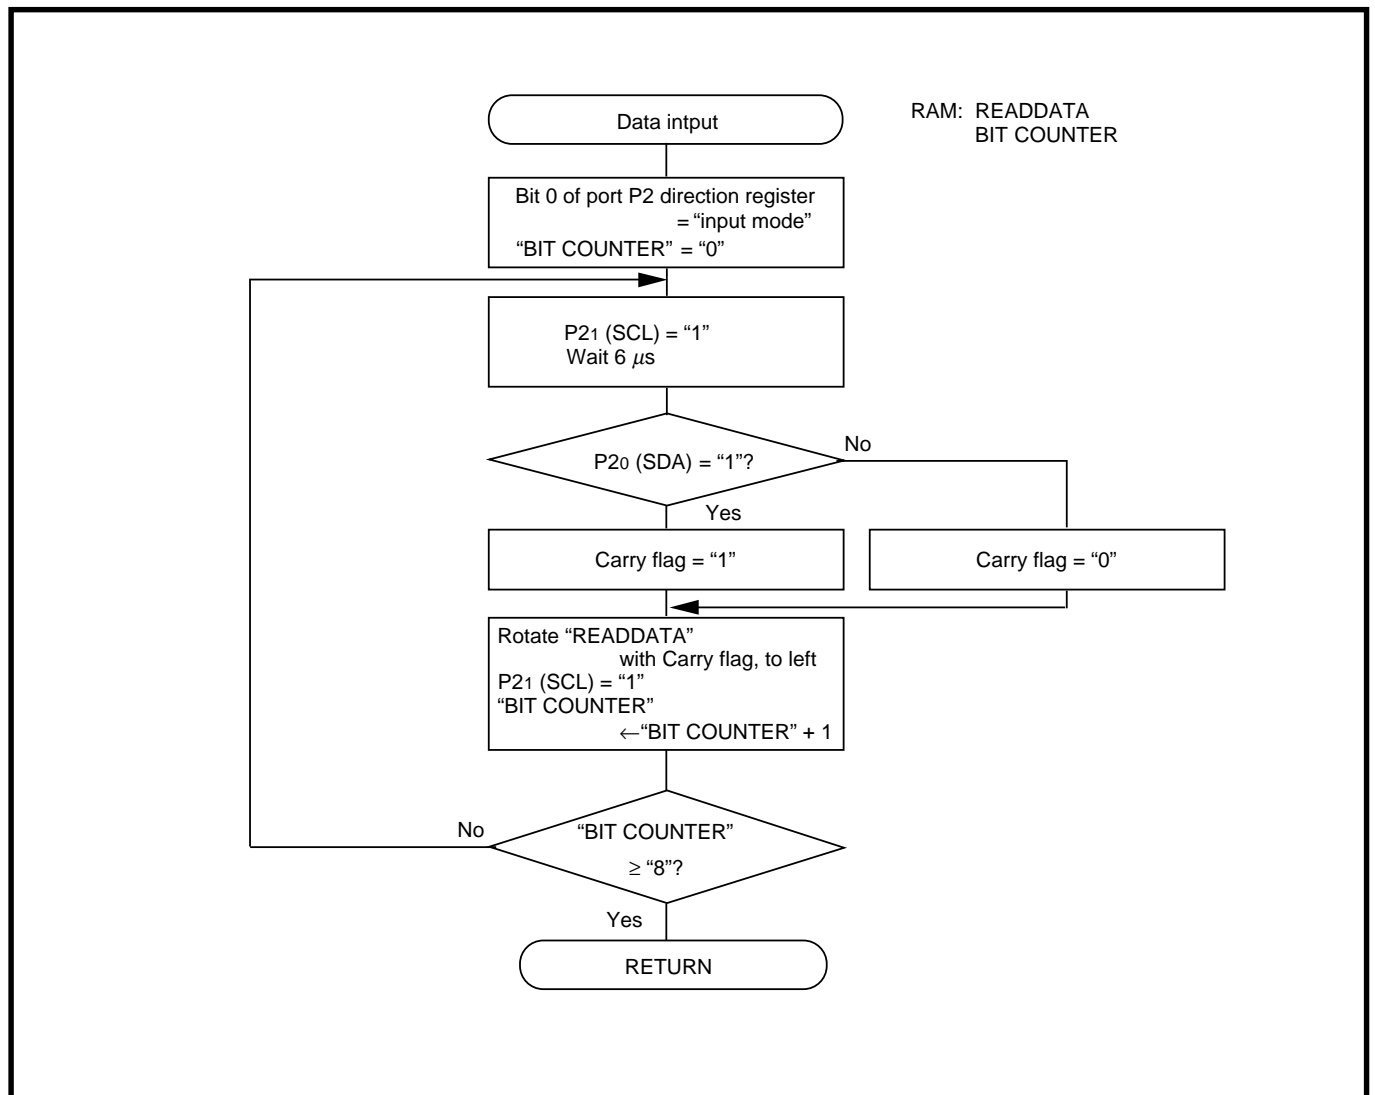 Data intput
RAM: READDATA
BIT COUNTER
Bit 0 of port P2 direction register
= “input mode”
“BIT COUNTER” = “0”
P21 (SCL) = “1”
Wait 6 μs
P20 (SDA) = “1”?
No
Yes
Carry flag = “1”
Carry flag = “0”
Rotate “READDATA”
with Carry flag, to left
P21 (SCL) = “1”
“BIT COUNTER”
←“BIT COUNTER” + 1
No
“BIT COUNTER”
≥ “8”?
Yes
RETURN